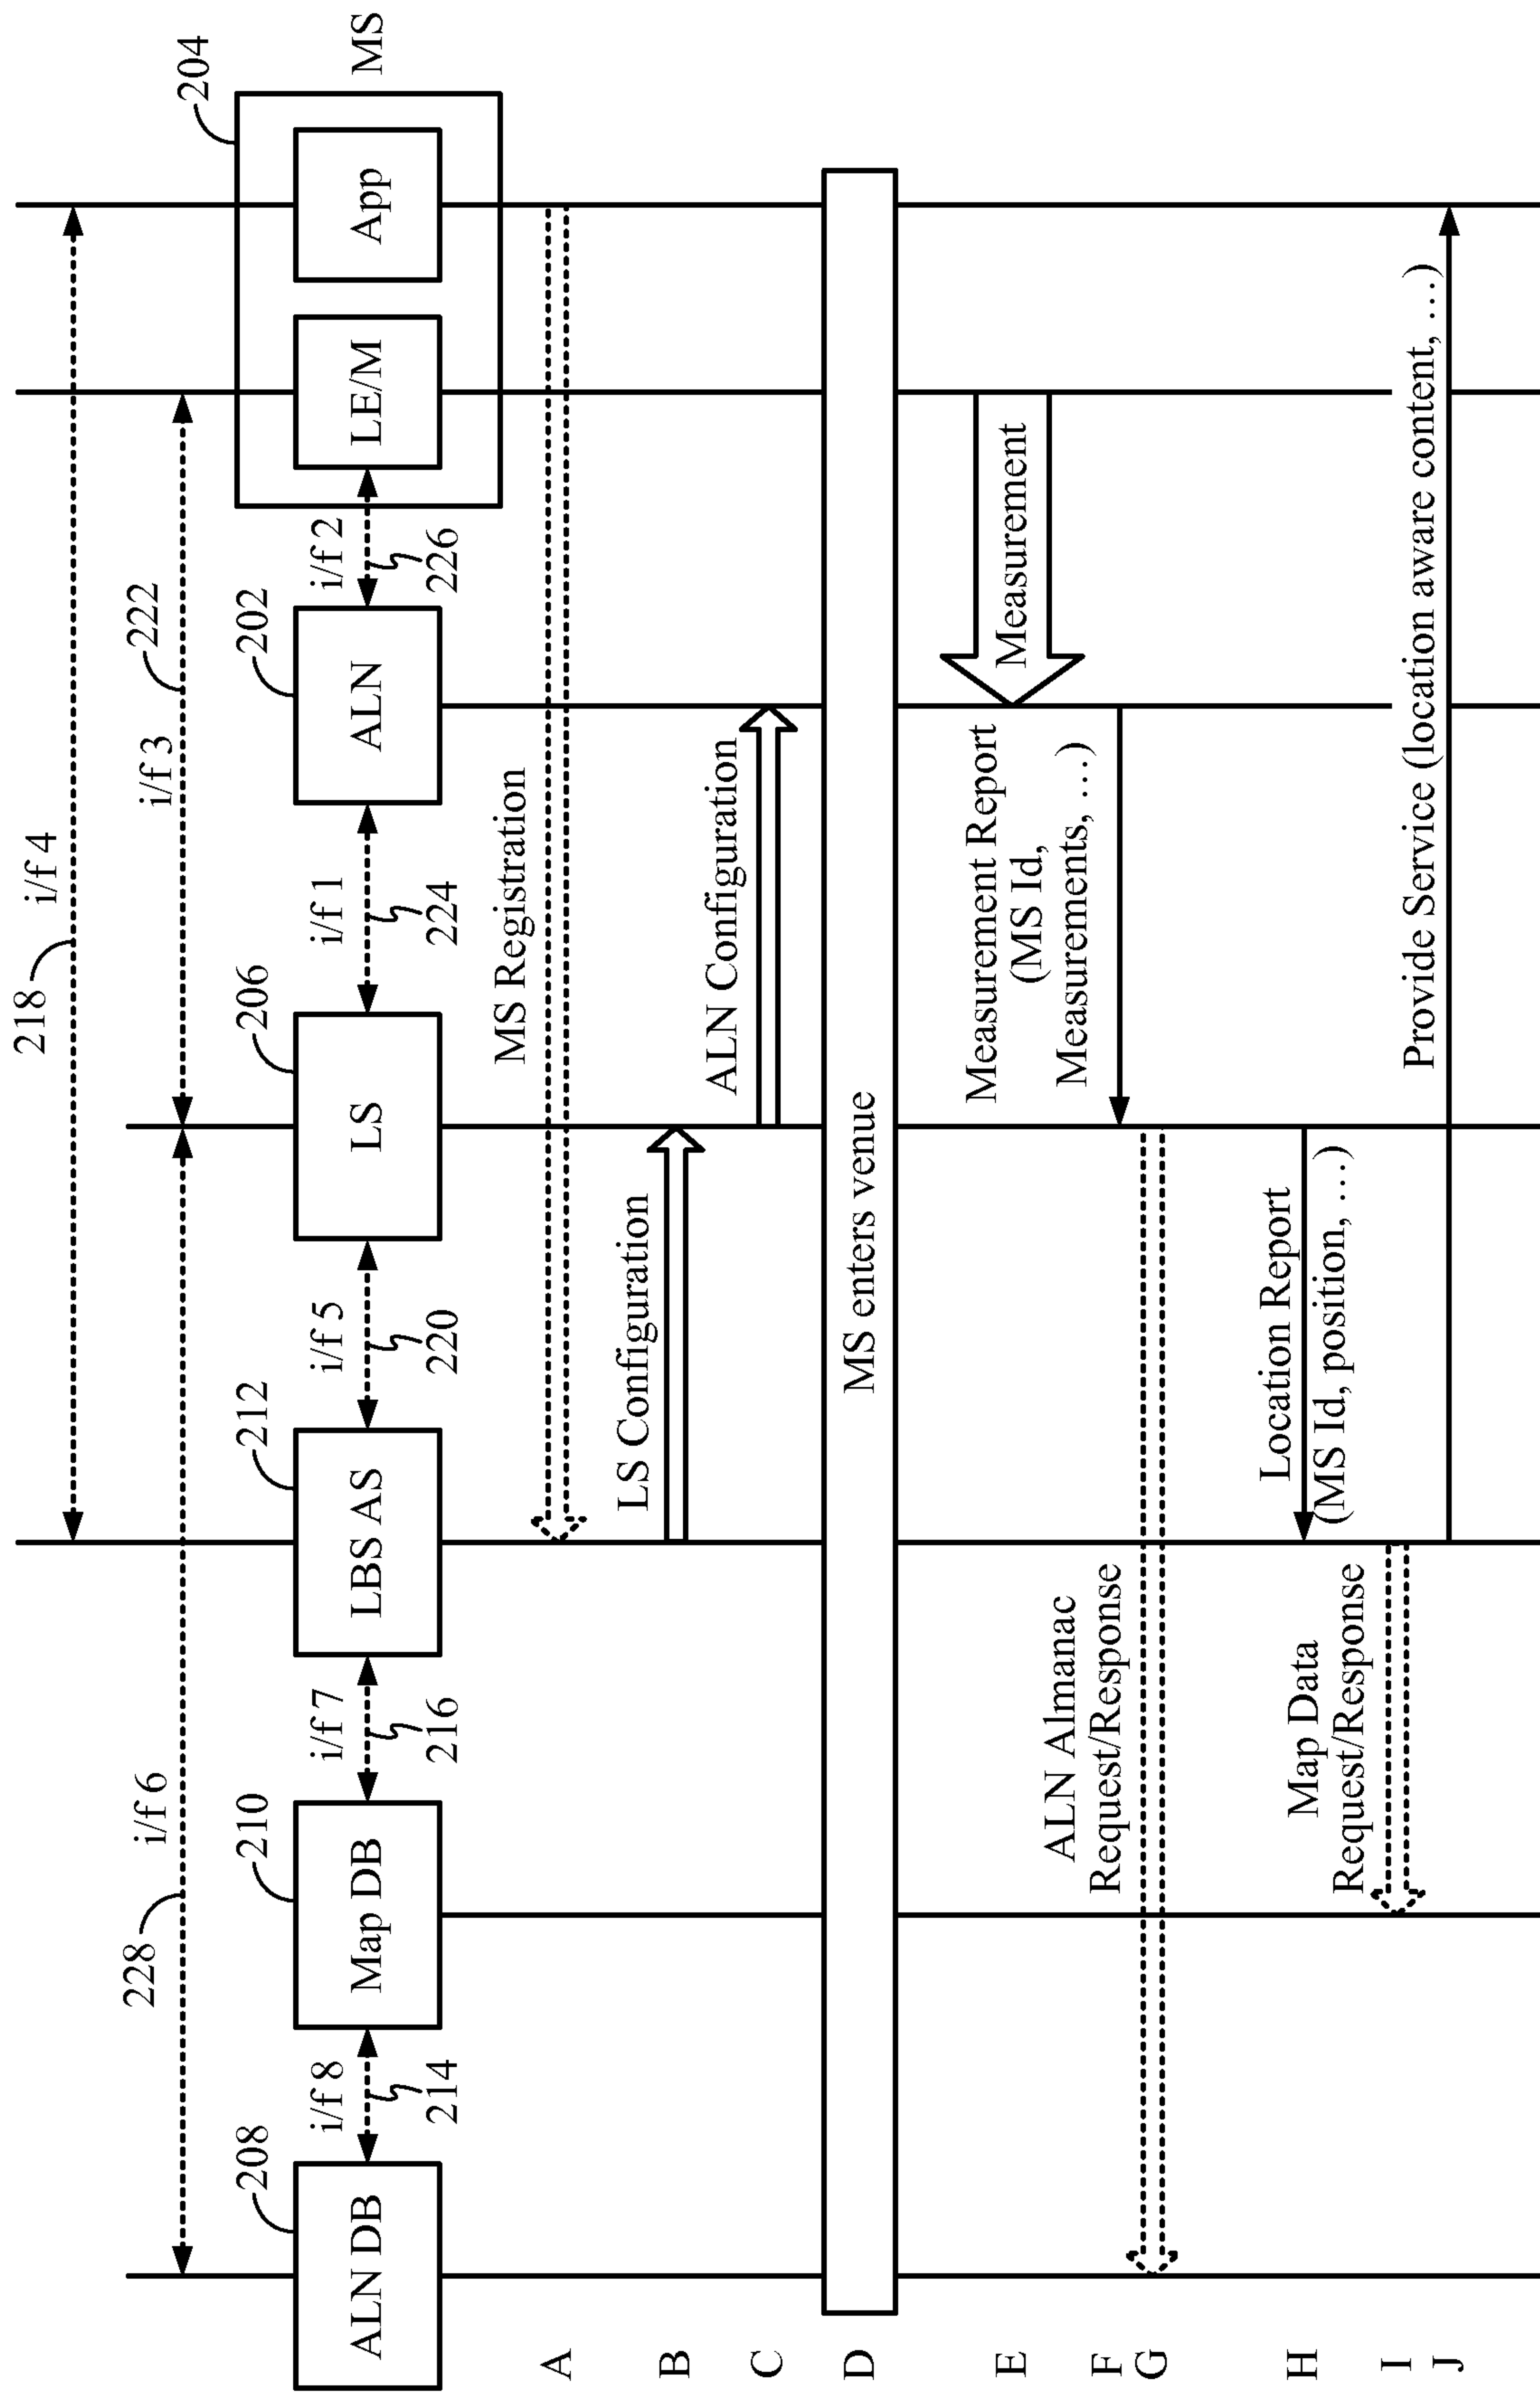 218
i/f 4
228
i/f 6
i/f 3
222
204
MS
208
210
212
206
202
ALN DB
i/f 8
214
Map DB
i/f 7
216
LBS AS
i/f 5
220
LS
i/f 1
224
ALN
i/f 2
226
LE/M
App
A
MS Registration
B
LS Configuration
C
ALN Configuration
D
MS enters venue
E
Measurement
F
Measurement Report
(MS Id,
Measurements, …)
G
ALN Almanac
Request/Response
H
Location Report
(MS Id, position, …)
I
Map Data
Request/Response
J
Provide Service (location aware content, …)